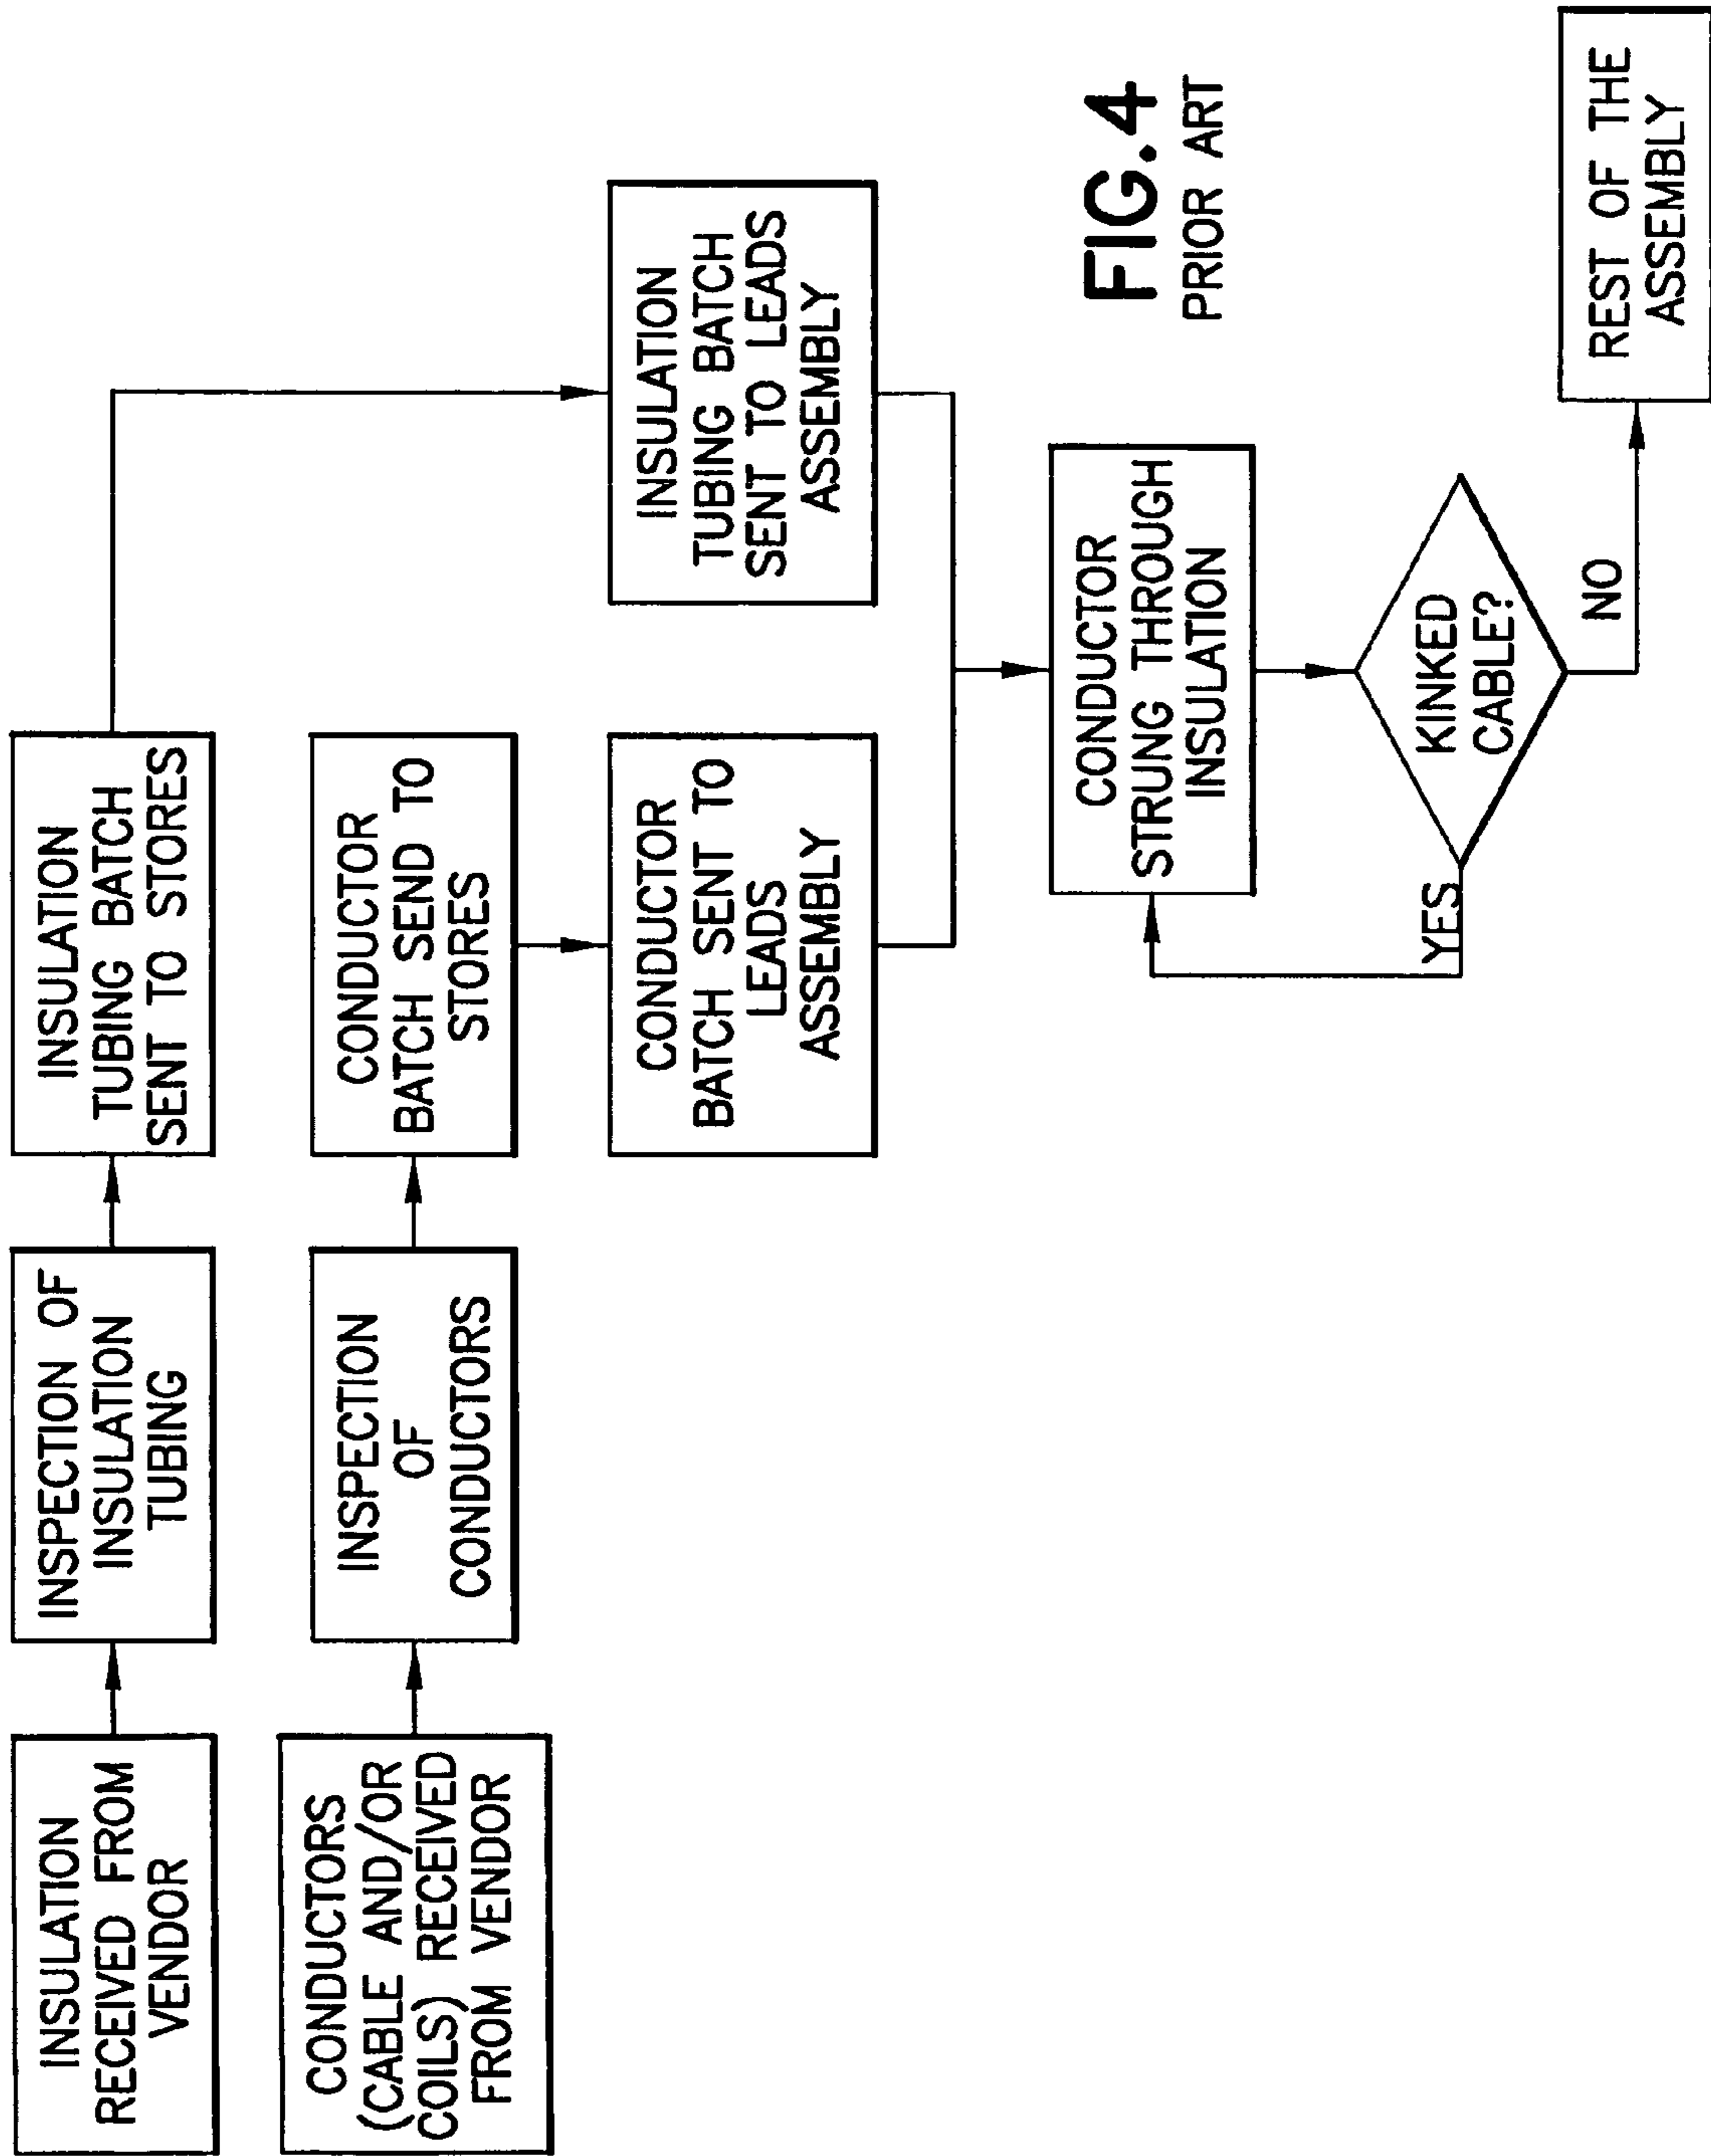 INSULATION
RECEIVED FROM
VENDOR
INSPECTION OF
INSULATION
TUBING
INSULATION
TUBING BATCH
SENT TO STORES
CONDUCTORS
(CABLE AND/OR
COILS) RECEIVED
FROM VENDOR
INSPECTION
OF
CONDUCTORS
CONDUCTOR
BATCH SEND TO
STORES
CONDUCTOR
BATCH SENT TO
LEADS
ASSEMBLY
INSULATION
TUBING BATCH
SENT TO LEADS
ASSEMBLY
CONDUCTOR
STRUNG THROUGH
INSULATION
KINKED
CABLE?
YES
NO
REST OF THE
ASSEMBLY
FIG.4
PRIOR ART